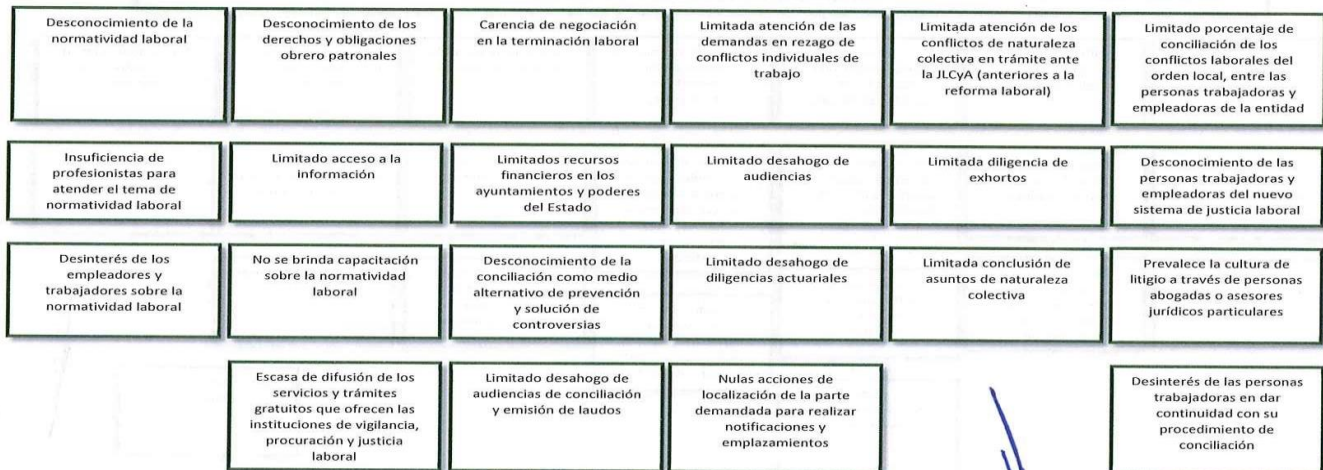 Desconocimiento de la
normatividad laboral
Desconocimiento de los
derechos y obligaciones
obrero patronales
Carencia de negociación
en la terminación laboral
Limitada atención de las
demandas en rezago de
conflictos individuales de
trabajo
Limitada atención de los
conflictos de naturaleza
colectiva en trámite ante
la JLCyA (anteriores a la
reforma laboral)
Limitado porcentaje de
conciliación de los
conflictos laborales del
orden local, entre las
personas trabajadoras y
empleadoras de la entidad
Insuficiencia de
profesionistas para
atender el tema de
normatividad laboral
Limitado acceso a la
información
Limitados recursos
financieros en los
ayuntamientos y poderes
del Estado
Limitado desahogo de
audiencias
Limitada diligencia de
exhortos
Desconocimiento de las
personas trabajadoras y
empleadoras del nuevo
sistema de justicia laboral
Desinterés de los
empleadores y
trabajadores sobre la
normatividad laboral
No se brinda capacitación
sobre la normatividad
laboral
Desconocimiento de la
conciliación como medio
alternativo de prevención
y solución de
controversias
Limitado desahogo de
diligencias actuariales
Limitada conclusión de
asuntos de naturaleza
colectiva
Prevalece la cultura de
litigio a través de personas
abogadas o asesores
jurídicos particulares
Escasa de difusión de los
servicios y trámites
gratuitos que ofrecen las
instituciones de vigilancia,
procuración y justicia
laboral
Limitado desahogo de
audiencias de conciliación
y emisión de laudos
Nulas acciones de
localización de la parte
demandada para realizar
notificaciones y
emplazamientos
Desinterés de las personas
trabajadoras en dar
continuidad con su
procedimiento de
conciliación